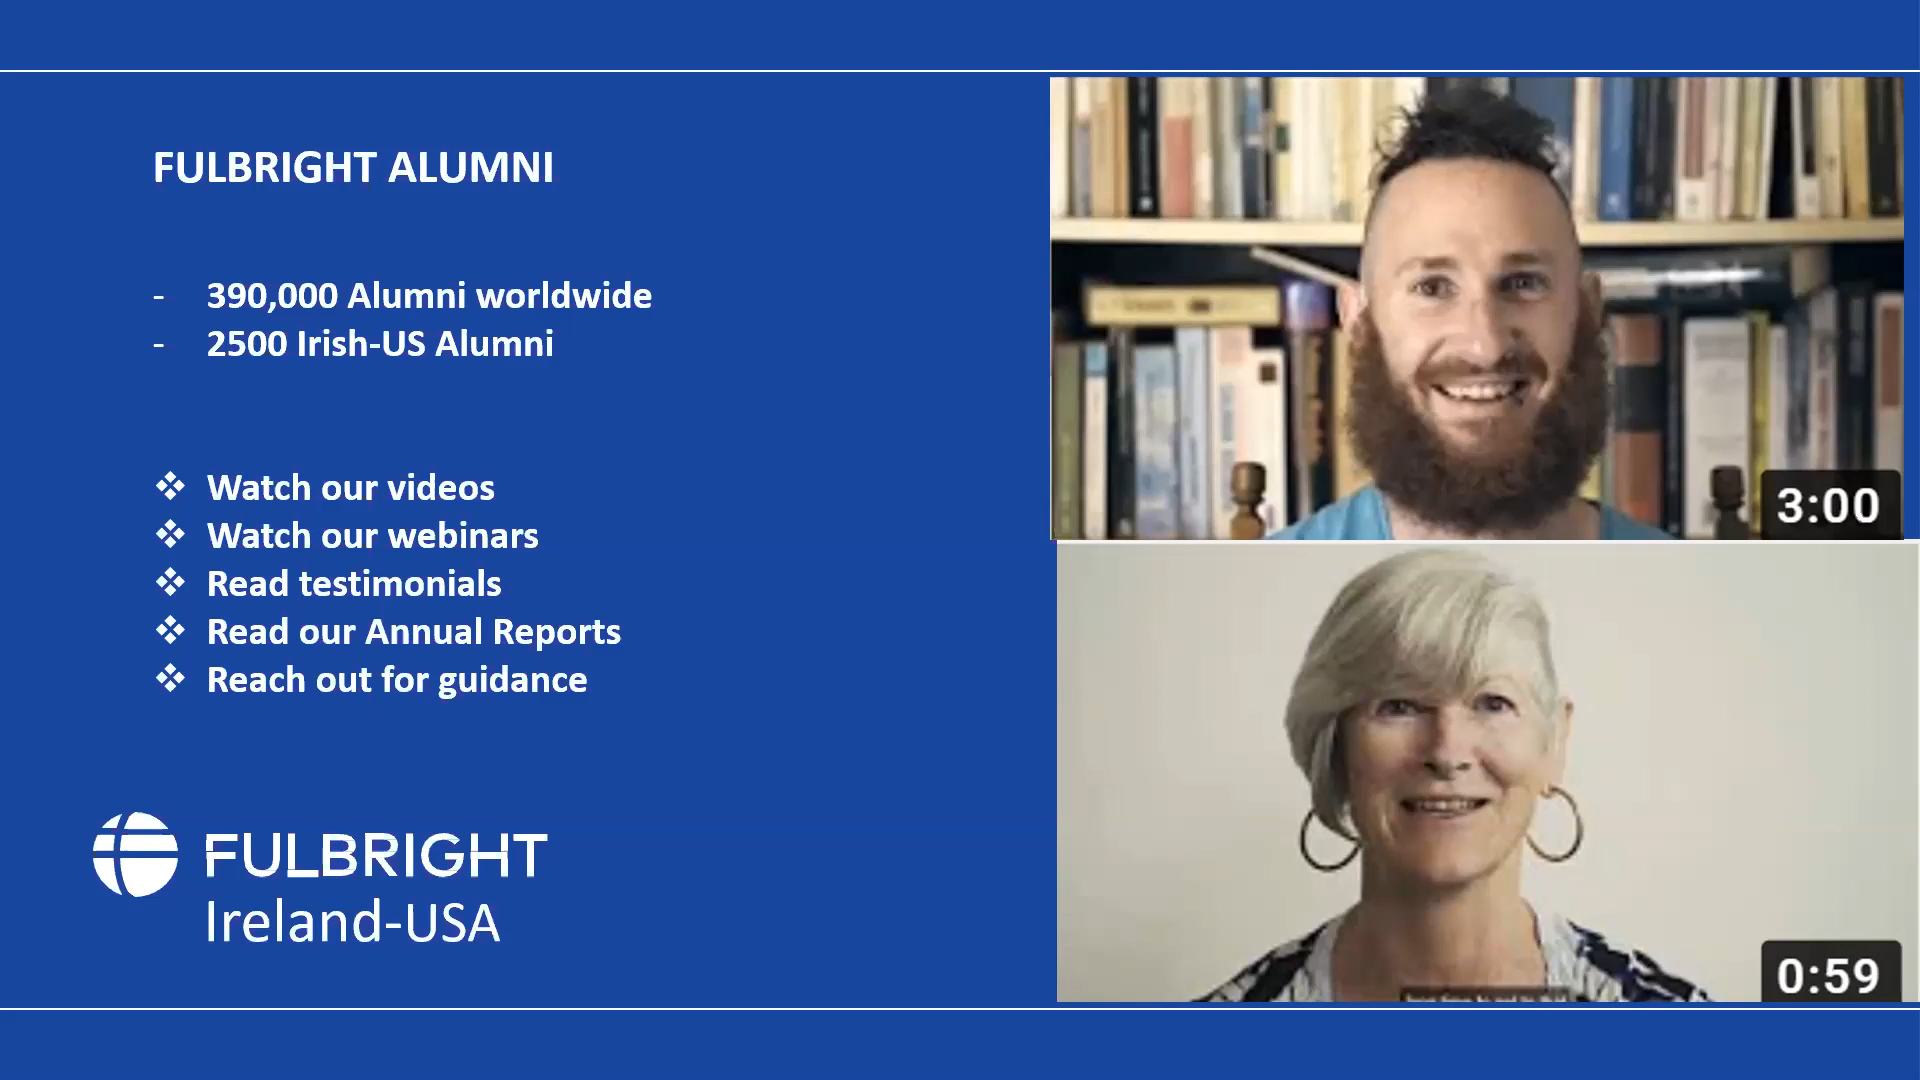 FULBRIGHT ALUMNI
- 390,000 Alumni worldwide
- 2500 Irish-US Alumni
❖ Watch our videos
❖ Watch our webinars
❖ Read testimonials
❖ Read our Annual Reports
❖ Reach out for guidance
FULBRIGHT
Ireland-USA
3:00
0:59